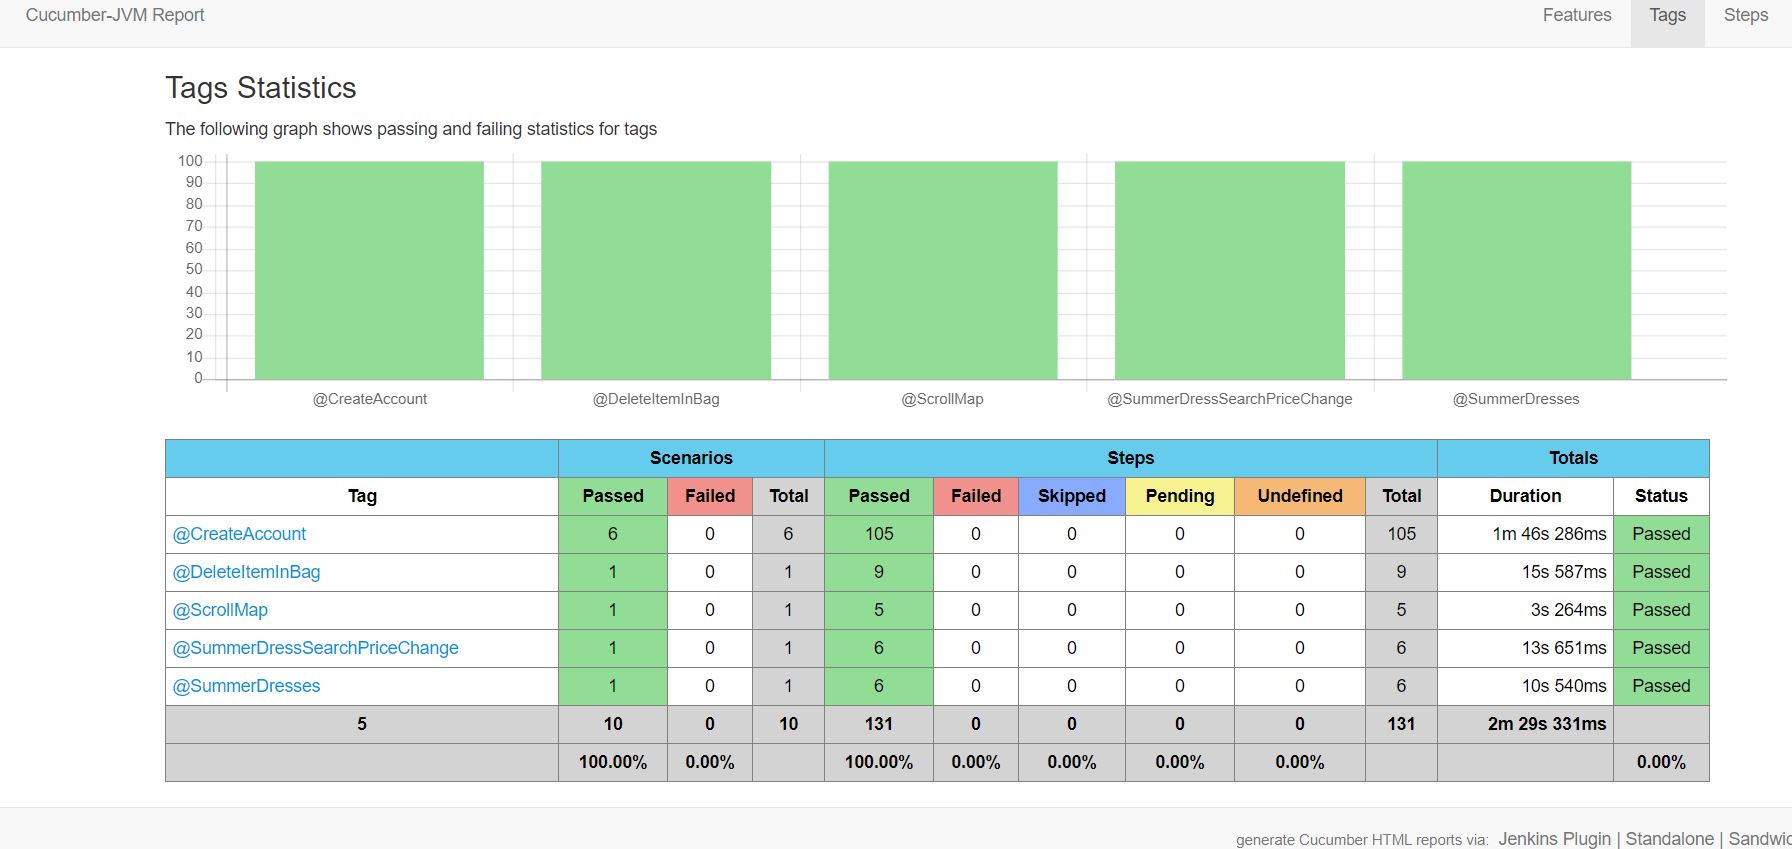 Cucumber-JVM Report Features Tags Steps
Tags Statistics
The following graph shows passing and failing statistics for tags
100
90
80
70
60
50
40
30
20
10
0
@CreateAccount @DeleteItemInBag @ScrollMap @SummerDressSearchPriceChange @SummerDresses
Scenarios Steps Totals
Tag Passed Failed Total Passed Failed Skipped Pending Undefined Total Duration Status
@CreateAccount 6 0 6 105 0 0 0 0 105 1m 46s 286ms Passed
@DeleteItemInBag 1 0 1 9 0 0 0 0 9 15s 587ms Passed
@ScrollMap 1 0 1 5 0 0 0 0 5 3s 264ms Passed
@SummerDressSearchPriceChange 1 0 1 6 0 0 0 0 6 13s 651ms Passed
@SummerDresses 1 0 1 6 0 0 0 0 6 10s 540ms Passed
5 10 0 10 131 0 0 0 0 131 2m 29s 331ms
100.00% 0.00% 100.00% 0.00% 0.00% 0.00% 0.00% 0.00%
generate Cucumber HTML reports via: Jenkins Plugin | Standalone | Sandwic